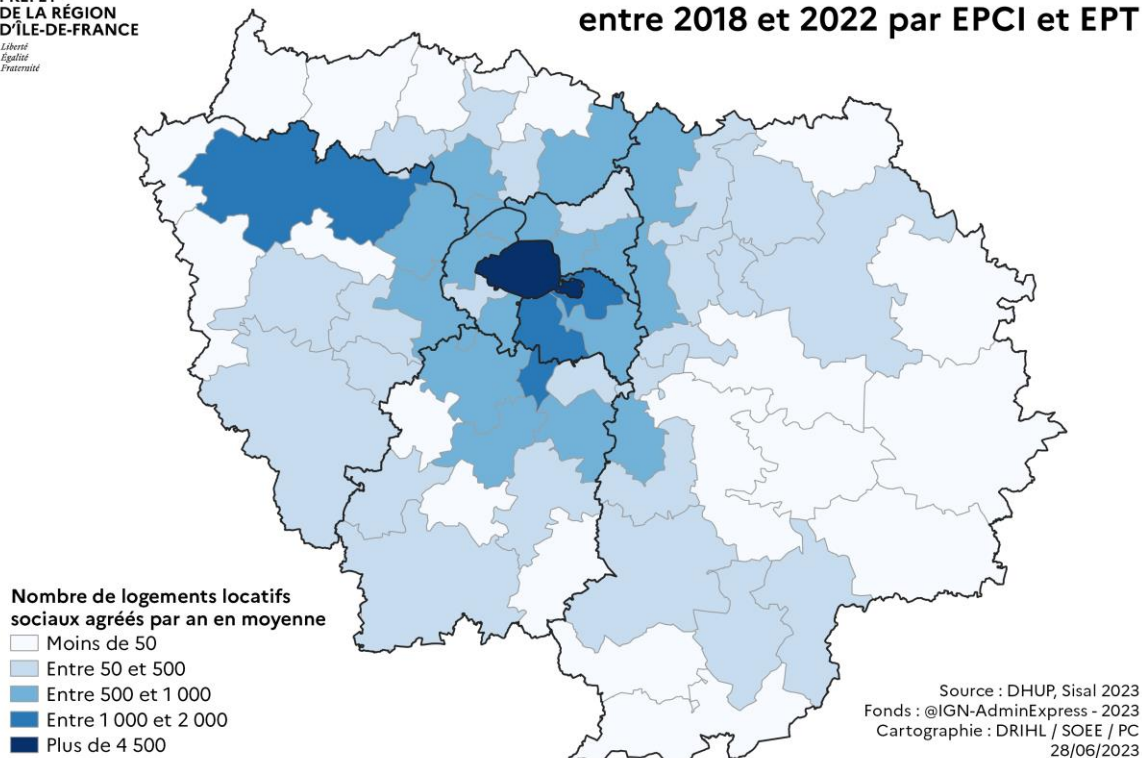 DE LA RÉGION
D'ÎLE-DE-FRANCE
Liberté
Égalité
Fraternité
entre 2018 et 2022 par EPCI et EPT
Nombre de logements locatifs
sociaux agréés par an en moyenne
Moins de 50
Entre 50 et 500
Entre 500 et 1 000
Entre 1 000 et 2 000
Plus de 4 500
Source : DHUP, Sisal 2023
Fonds : @IGN-AdminExpress - 2023
Cartographie : DRIHL / SOEE / PC
28/06/2023